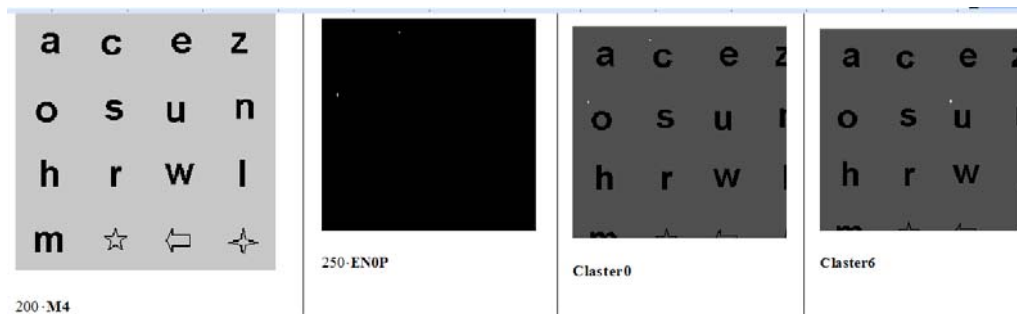 a c e z
o s u n
h r w l
m
200·M4
250·EN0P
a c e z
o s u n
h r w
m
Claster0
a c e z
o s u
h r w
m
Claster6